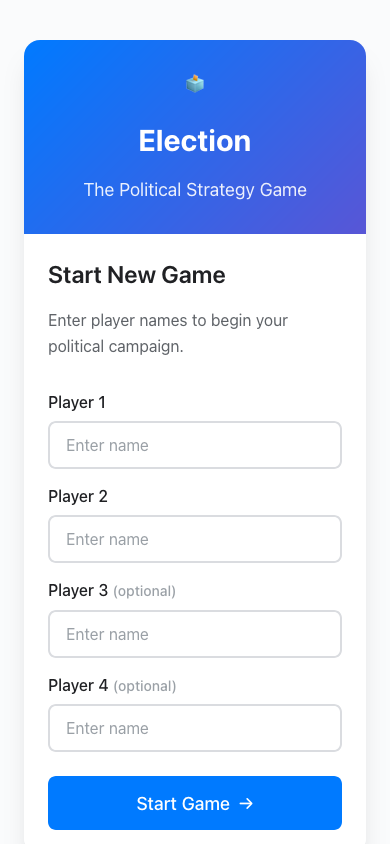 Election
The Political Strategy Game
Start New Game
Enter player names to begin your
political campaign.
Player 1
Enter name
Player 2
Enter name
Player 3 (optional)
Enter name
Player 4 (optional)
Enter name
Start Game →